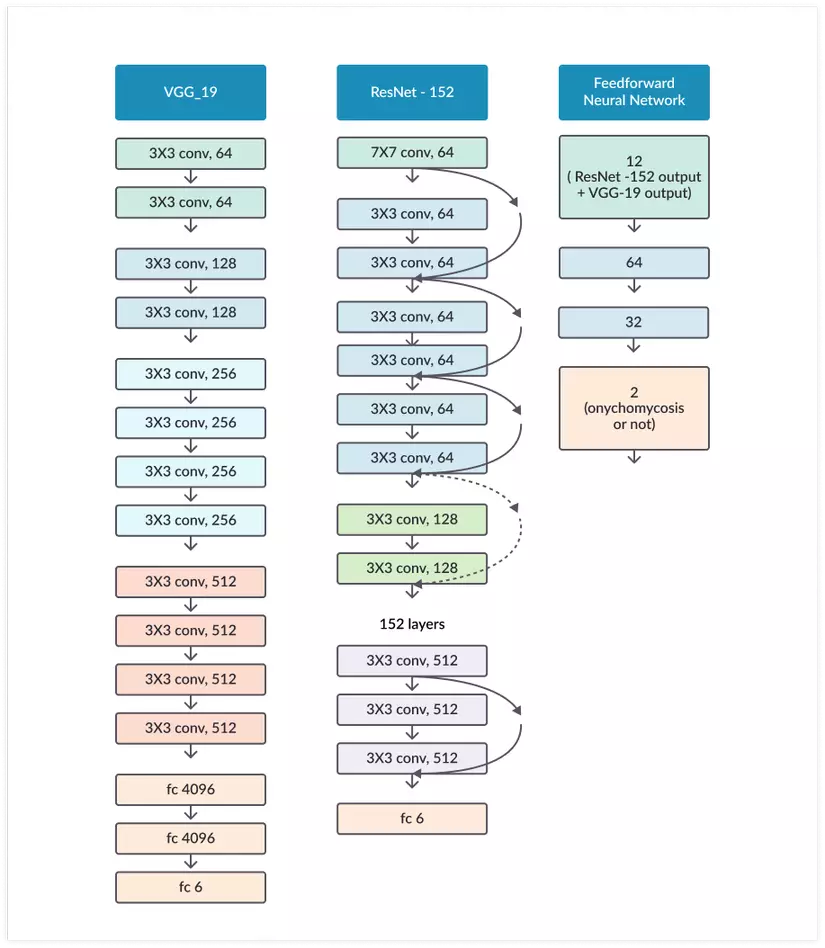 VGG_19
3X3 conv, 64
3X3 conv, 64
3X3 conv, 128
3X3 conv, 128
3X3 conv, 256
3X3 conv, 256
3X3 conv, 256
3X3 conv, 256
3X3 conv, 512
3X3 conv, 512
3X3 conv, 512
3X3 conv, 512
fc 4096
fc 4096
fc 6
ResNet - 152
7X7 conv, 64
3X3 conv, 64
3X3 conv, 64
3X3 conv, 64
3X3 conv, 64
3X3 conv, 64
3X3 conv, 64
3X3 conv, 128
3X3 conv, 128
152 layers
3X3 conv, 512
3X3 conv, 512
3X3 conv, 512
fc 6
Feedforward
Neural Network
12
( ResNet -152 output
+ VGG-19 output)
64
32
2
(onychomycosis
or not)